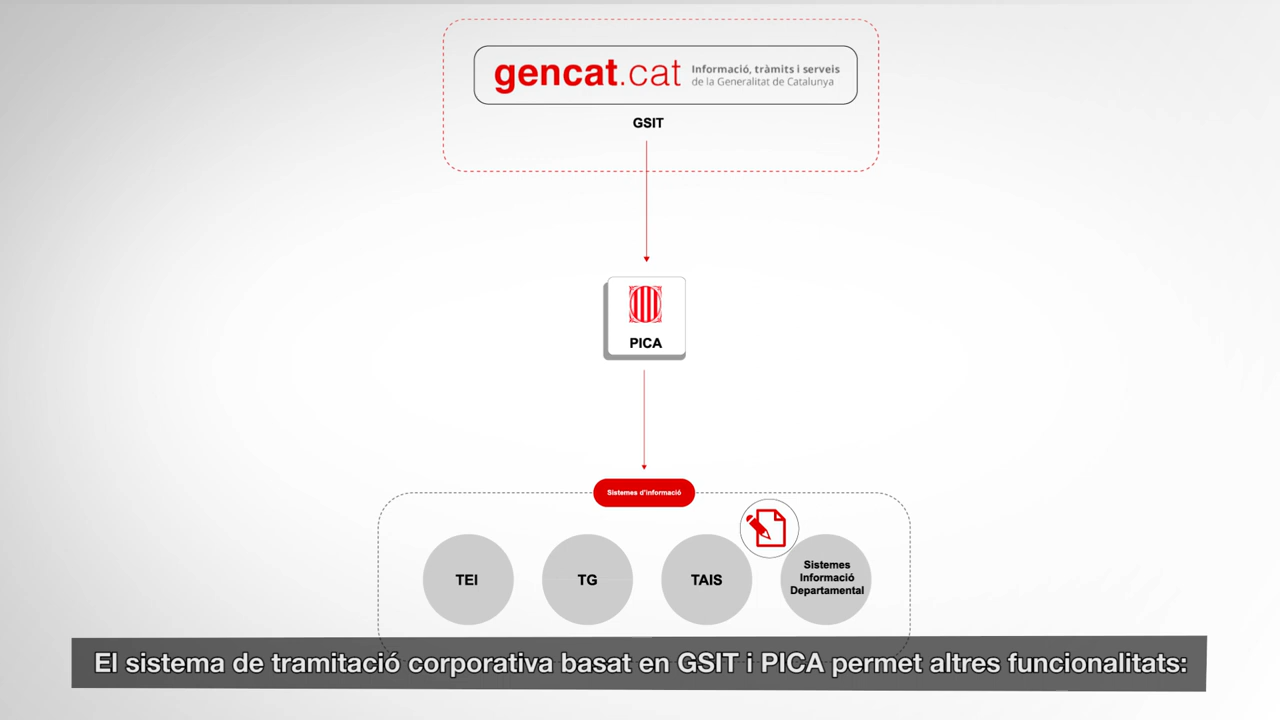 gencat.cat
Informació, tràmits i serveis
de la Generalitat de Catalunya
GSIT
PICA
Sistemes d'informació
TEI
TG
TAIS
Sistemes
Informació
Departamental
El sistema de tramitació corporativa basat en GSIT i PICA permet altres funcionalitats: